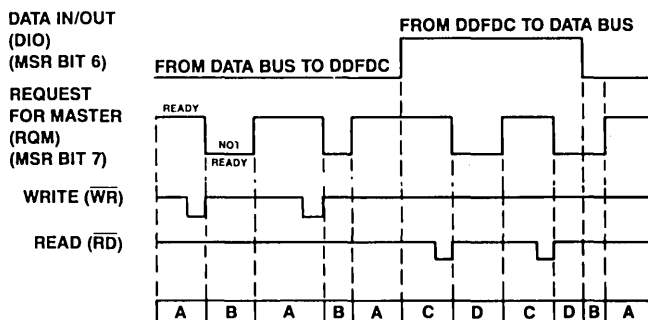 DATA IN/OUT
(DIO)
(MSR BIT 6)
FROM DDFDC TO DATA BUS
FROM DATA BUS TO DDFDC
REQUEST
FOR MASTER
(RQM)
(MSR BIT 7)
READY
NOT
READY
WRITE (WR)
READ (RD)
A B A B A C D C D B A